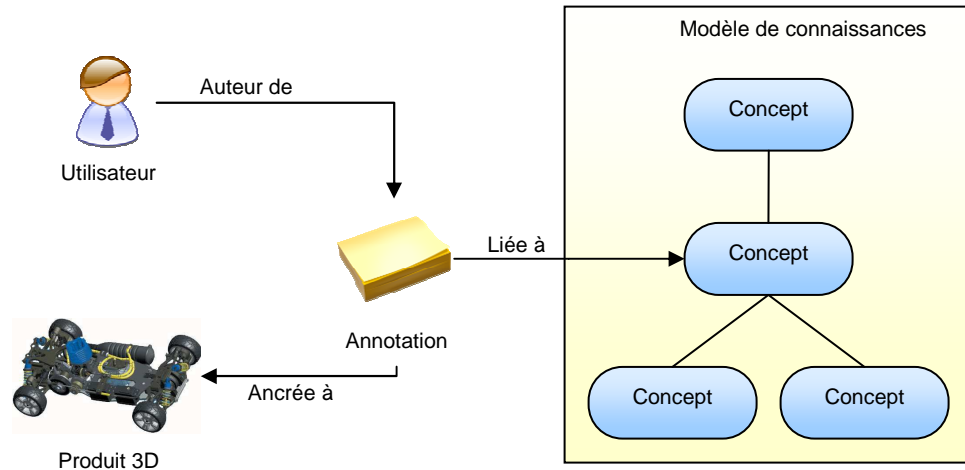 Modèle de connaissances
Auteur de
Concept
Utilisateur
Liée à
Concept
Annotation
Ancrée à
Concept
Concept
Produit 3D